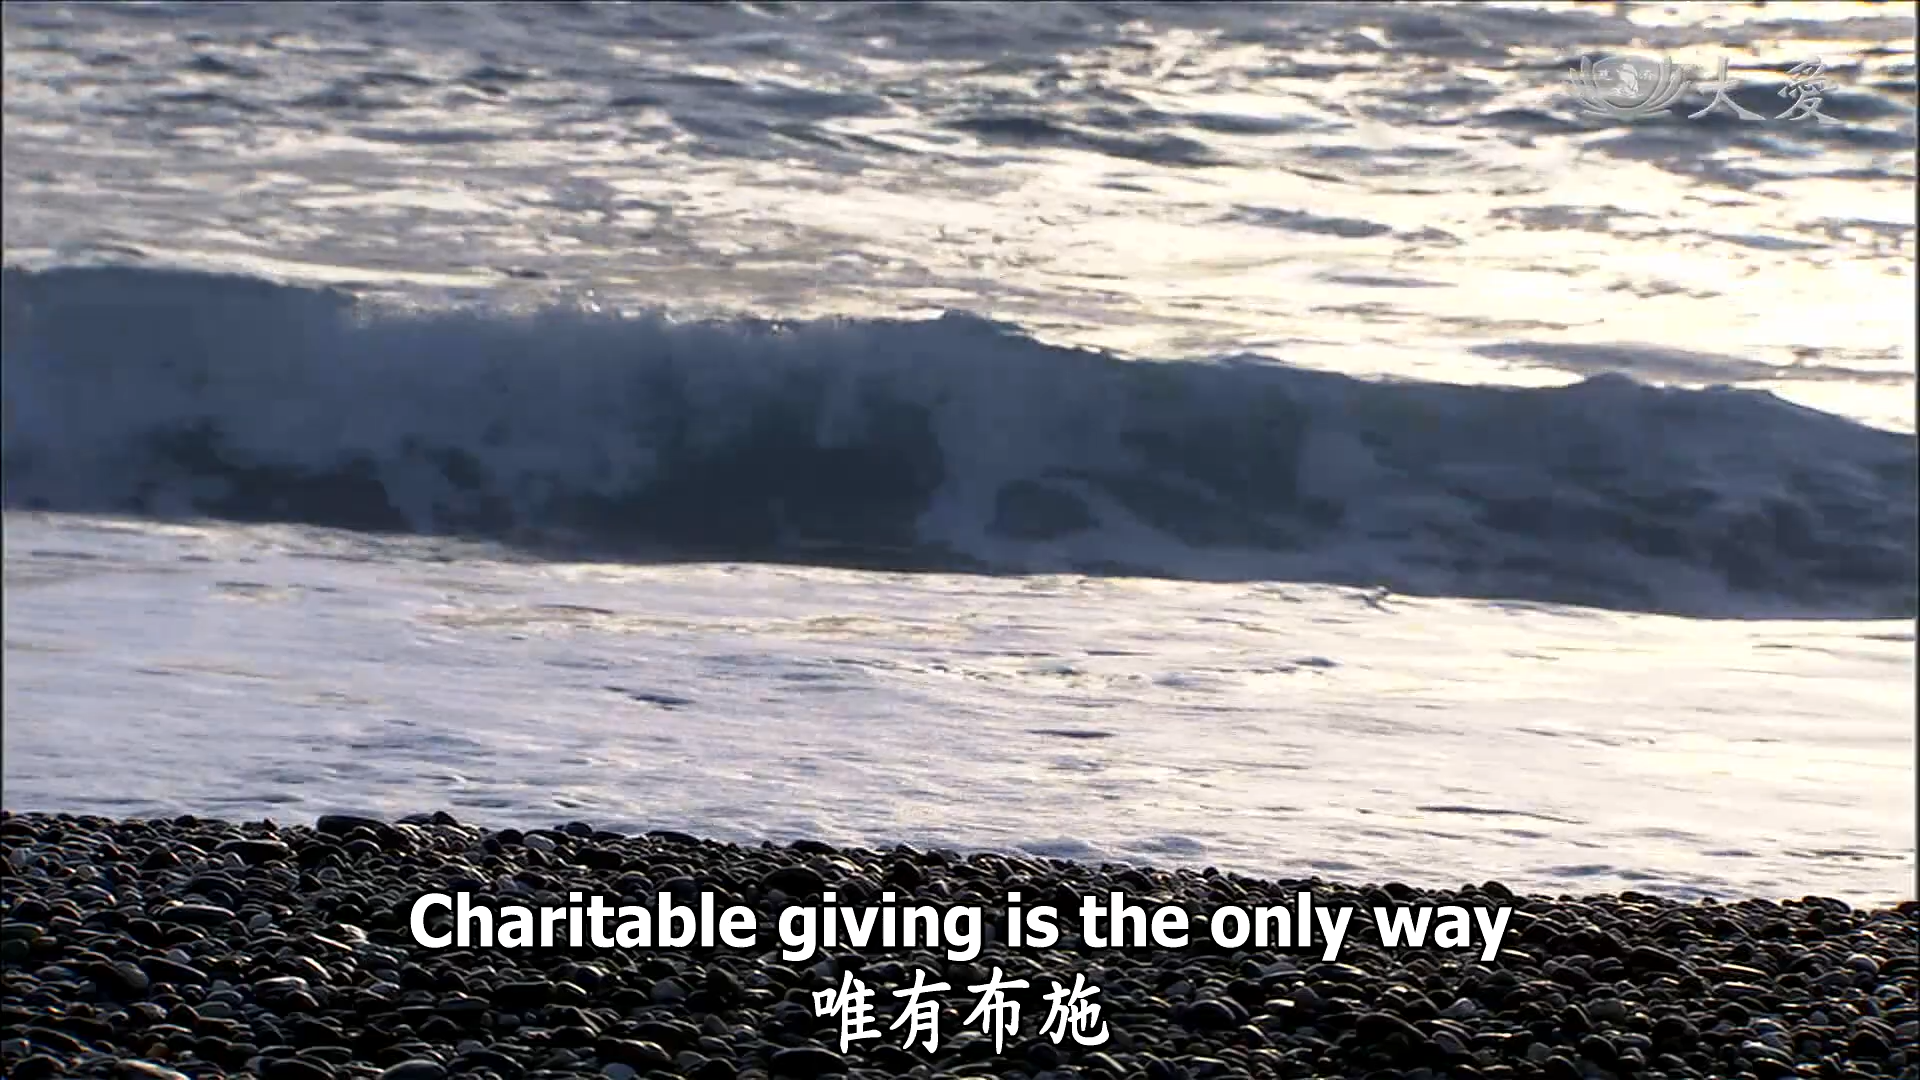 大愛
Charitable giving is the only way
唯有布施